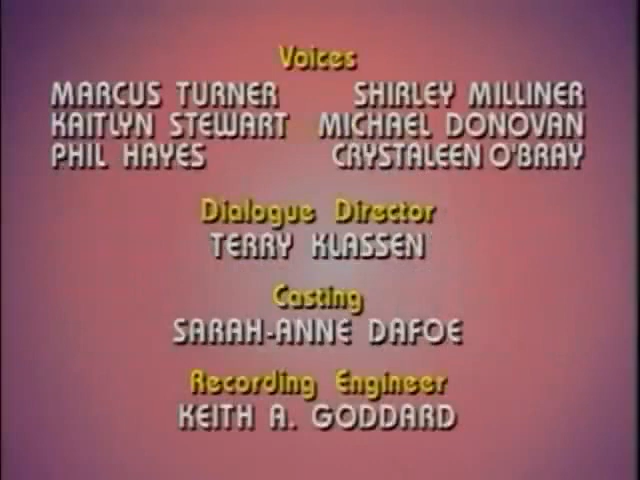 Voices
MARCUS TURNER SHIRLEY MILLINER
KAITLYN STEWART MICHAEL DONOVAN
PHIL HAYES CRYSTALEEN O'BRAY
Dialogue Director
TERRY KLASSEN
Casting
SARAH-ANNE DAFOE
Recording Engineer
KEITH A. GODDARD